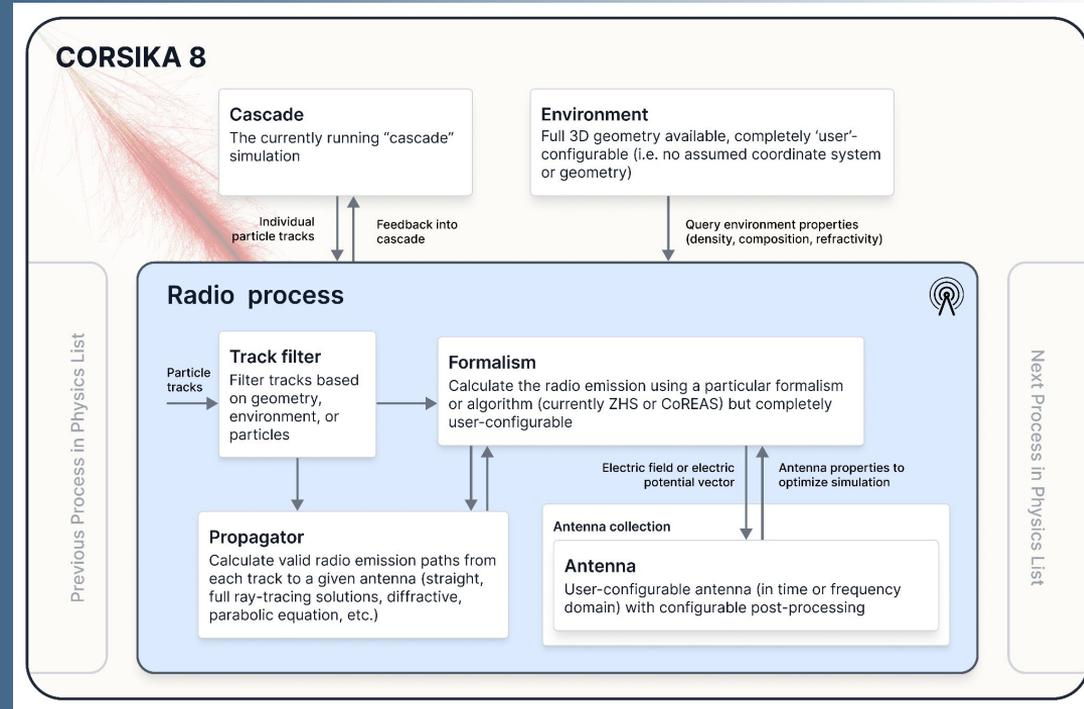 CORSIKA 8
Cascade
The currently running “cascade”
simulation
Environment
Full 3D geometry available, completely ‘user’-
configurable (i.e. no assumed coordinate system
or geometry)
Individual
particle tracks
Feedback into
cascade
Query environment properties
(density, composition, refractivity)
Previous Process in Physics List
Radio process
Particle
tracks
Track filter
Filter tracks based
on geometry,
environment, or
particles
Formalism
Calculate the radio emission using a particular formalism
or algorithm (currently ZHS or CoREAS) but completely
user-configurable
Electric field or electric
potential vector
Antenna properties to
optimize simulation
Propagator
Calculate valid radio emission paths from
each track to a given antenna (straight,
full ray-tracing solutions, diffractive,
parabolic equation, etc.)
Antenna collection
Antenna
User-configurable antenna (in time or frequency
domain) with configurable post-processing
Next Process in Physics List